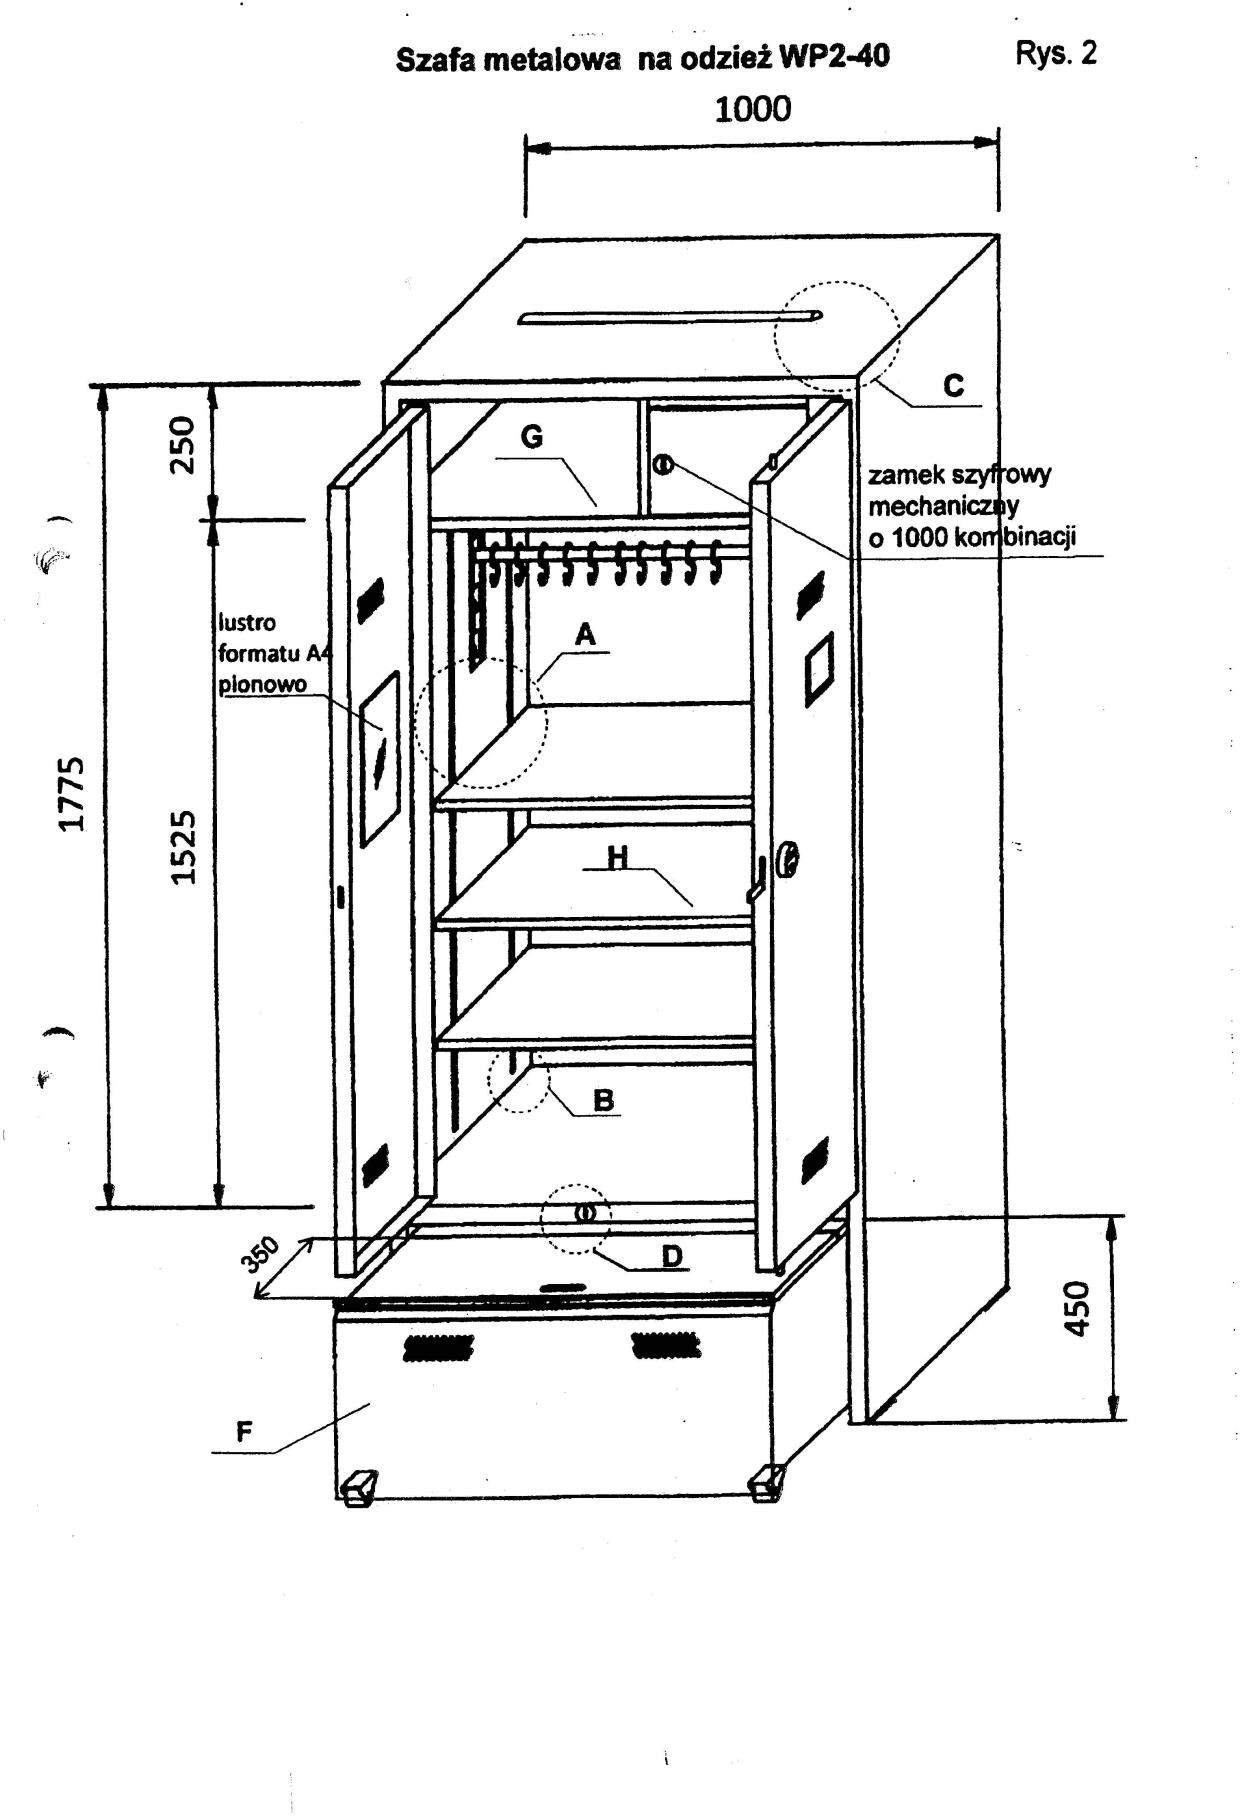 Szafa metalowa na odzież WP2-40
Rys. 2
1000
C
250
G
zamek szyfrowy
mechaniczny
o 1000 kombinacji
lustro
formatu A4
pionowo
A
1775
1525
H
B
350
D
450
F